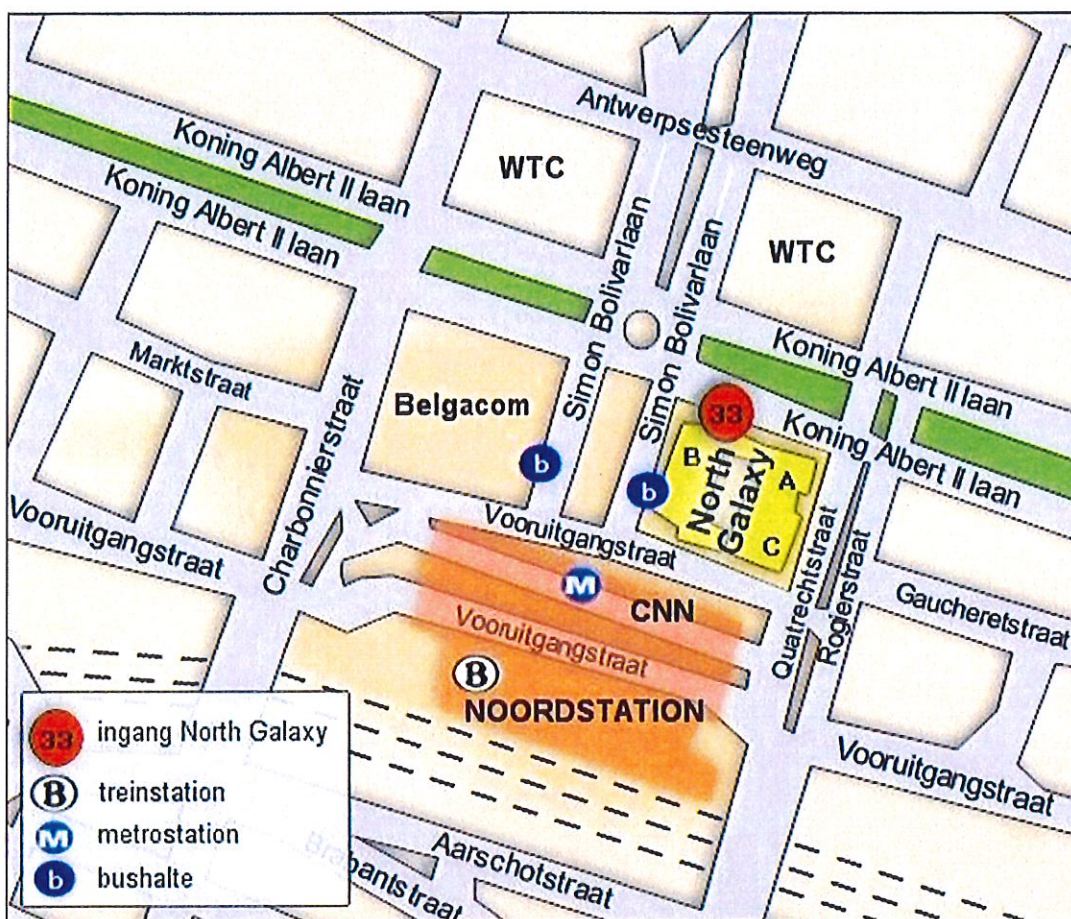 Antwerpsesteenweg
Koning Albert II laan
Koning Albert II laan
WTC
WTC
Simon Bolivarlaan
Simon Bolivarlaan
Koning Albert II laan
Koning Albert II laan
Marktstraat
Belgacom
33
B
A
C
North
Galaxy
b
b
Charbonnierstraat
Vooruitgangstraat
Vooruitgangstraat
M
CNN
Quatrechtstraat
Rogierstraat
Gaucheretstraat
Vooruitgangstraat
B
NOORDSTATION
Vooruitgangstraat
Aarschotstraat
33 ingang North Galaxy
B treinstation
M metrostation
b bushalte